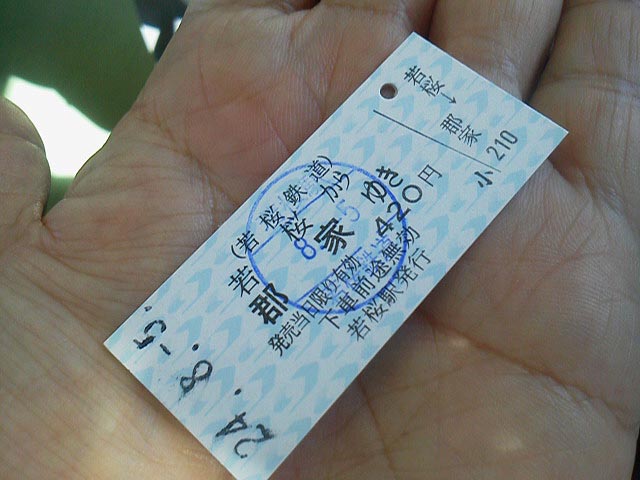 (若桜鉄道)
若桜から
郡家ゆき
420円
発売当日限り有効
下車前途無効
若桜駅発行
若桜→
郡家
小 210
24.8.-5.
8 5